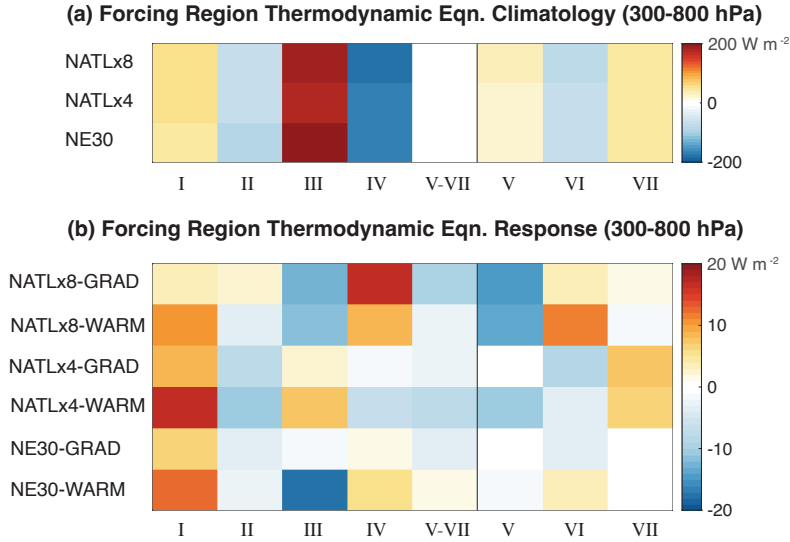 (a) Forcing Region Thermodynamic Eqn. Climatology (300-800 hPa)
NATLx8
NATLx4
NE30
200 W m⁻²
0
-200
I II III IV V-VII V VI VII
(b) Forcing Region Thermodynamic Eqn. Response (300-800 hPa)
NATLx8-GRAD
NATLx8-WARM
NATLx4-GRAD
NATLx4-WARM
NE30-GRAD
NE30-WARM
20 W m⁻²
10
0
-10
-20
I II III IV V-VII V VI VII